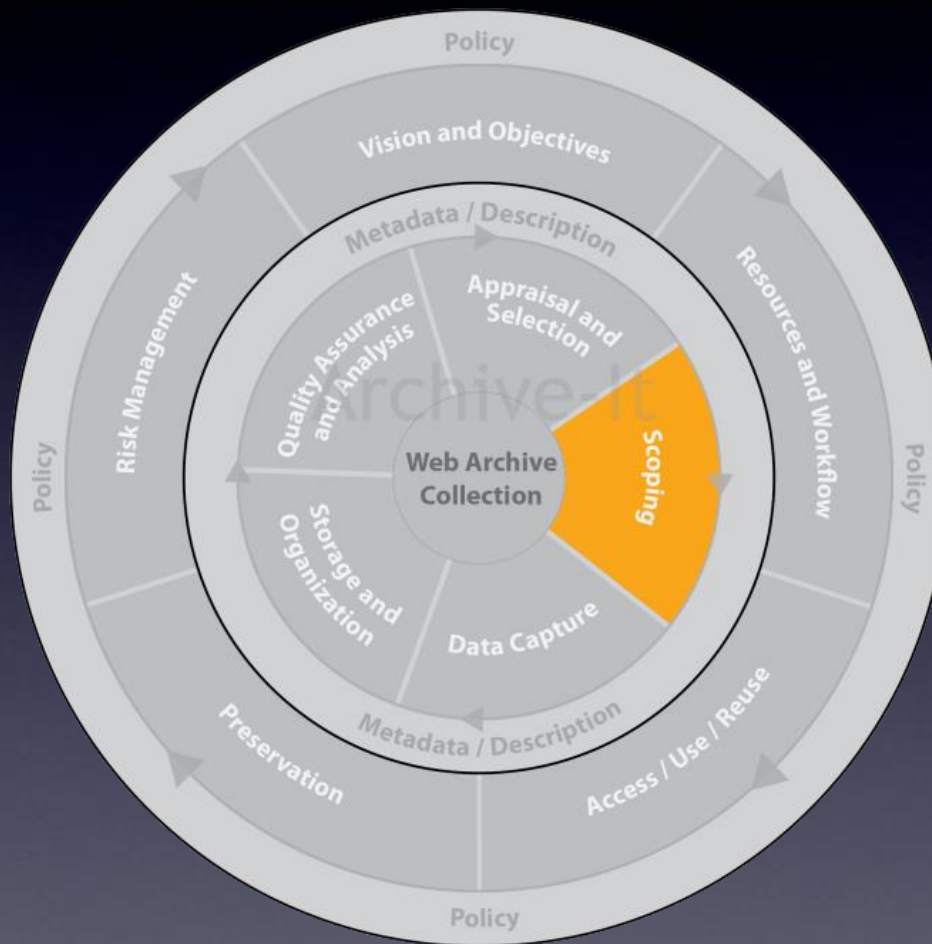 Policy
Vision and Objectives
Metadata / Description
Appraisal and
Selection
Quality Assurance
and Analysis
Risk Management
Resources and Workflow
Archive-It
Scoping
Web Archive
Collection
Policy
Policy
Storage and
Organization
Data Capture
Metadata / Description
Preservation
Access / Use / Reuse
Policy